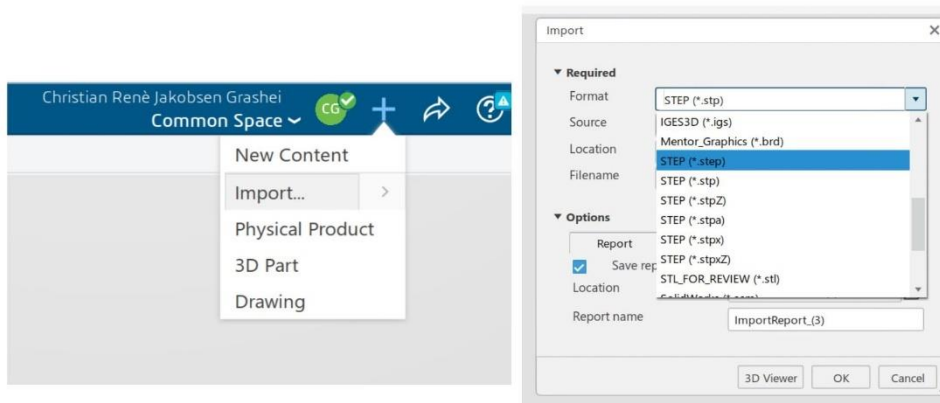 Christian Renè Jakobsen Grashei
Common Space
CG
New Content
Import...
Physical Product
3D Part
Drawing
Import
Required
Format
STEP (*.stp)
Source
IGES3D (*.igs)
Mentor_Graphics (*.brd)
Location
STEP (*.step)
Filename
STEP (*.stp)
STEP (*.stpZ)
Options
STEP (*.stpa)
Report
STEP (*.stpx)
Save rep
STEP (*.stpxZ)
Location
STL_FOR_REVIEW (*.stl)
Report name
ImportReport_(3)
3D Viewer
OK
Cancel